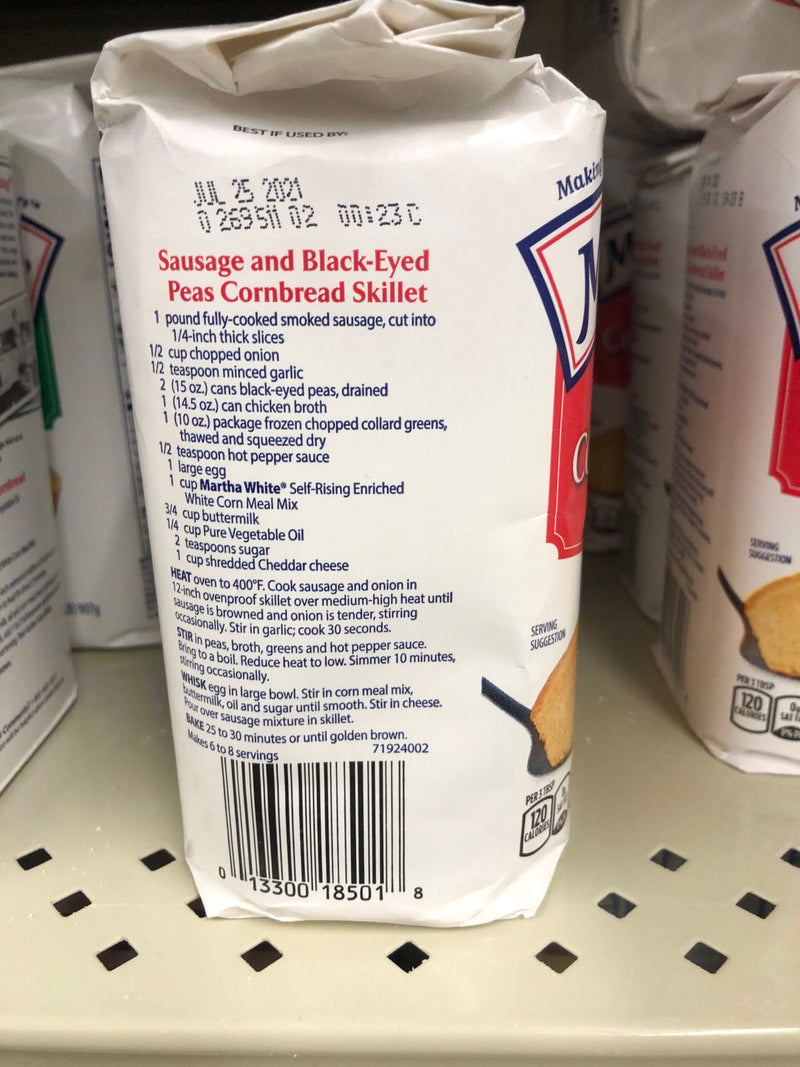 BEST IF USED BY:
JUL 25 2021
0 269 511 02 00:23 C
Sausage and Black-Eyed
Peas Cornbread Skillet
1 pound fully-cooked smoked sausage, cut into
1/4-inch thick slices
1/2 cup chopped onion
1/2 teaspoon minced garlic
2 (15 oz.) cans black-eyed peas, drained
1 (14.5 oz.) can chicken broth
1 (10 oz.) package frozen chopped collard greens,
thawed and squeezed dry
1/2 teaspoon hot pepper sauce
1 large egg
1 cup Martha White® Self-Rising Enriched
White Corn Meal Mix
3/4 cup buttermilk
1/4 cup Pure Vegetable Oil
2 teaspoons sugar
1 cup shredded Cheddar cheese
HEAT oven to 400°F. Cook sausage and onion in
12-inch ovenproof skillet over medium-high heat until
sausage is browned and onion is tender, stirring
occasionally. Stir in garlic; cook 30 seconds.
STIR in peas, broth, greens and hot pepper sauce.
Bring to a boil. Reduce heat to low. Simmer 10 minutes,
stirring occasionally.
WHISK egg in large bowl. Stir in corn meal mix,
buttermilk, oil and sugar until smooth. Stir in cheese.
Pour over sausage mixture in skillet.
BAKE 25 to 30 minutes or until golden brown.
Makes 6 to 8 servings 71924002
0 13300 18501 8
SERVING
SUGGESTION
PER 3 TBSP
120
CALORIES
SERVING
SUGGESTION
PER 3 TBSP
120
CALORIES
0g